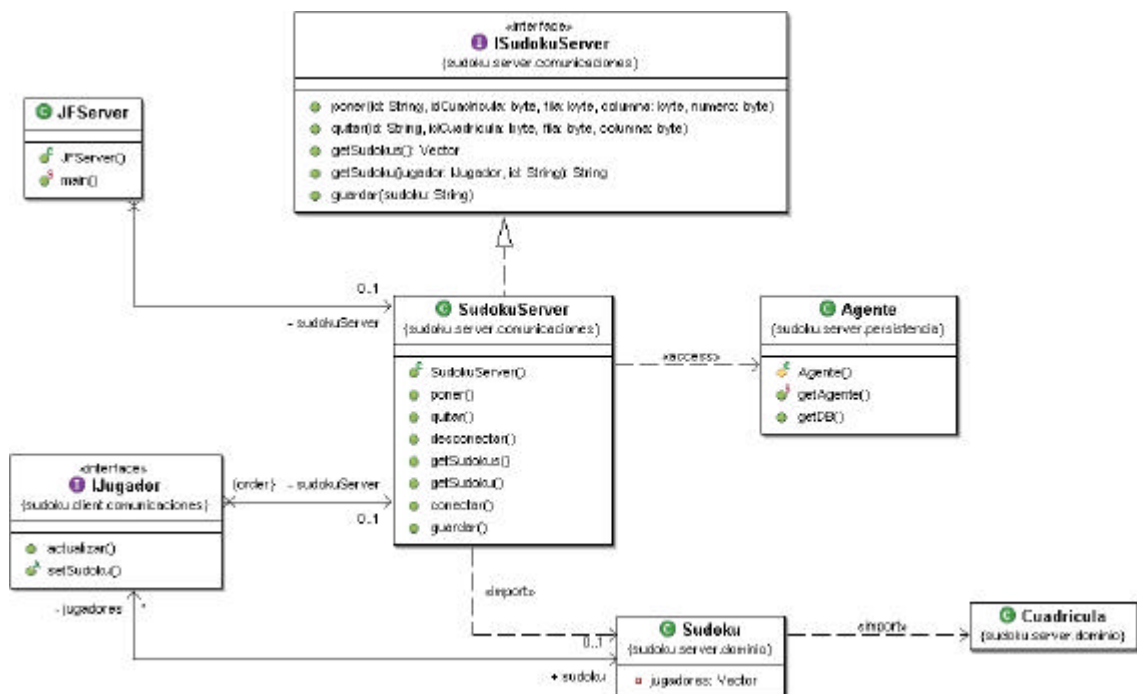 «interface»
ISudokuServer
{sudoku.server.comunicaciones}
poner(id: String, idCuadricula: byte, fila: byte, columna: byte, numero: byte)
quitar(id: String, idCuadricula: byte, fila: byte, columna: byte)
getSudokus(): Vector
getSudoku(jugador: IJugador, id: String): String
guardar(sudoku: String)
JFServer
JFServer()
main()
0..1
- sudokuServer
SudokuServer
{sudoku.server.comunicaciones}
SudokuServer()
poner()
quitar()
desconectar()
getSudokus()
getSudoku()
conectar()
guardar()
«access»
Agente
{sudoku.server.persistencia}
Agente()
getAgente()
getDB()
«interface»
IJugador
{sudoku.client.comunicaciones}
actualizar()
setSudoku()
{order}
- sudokuServer
0..1
- jugadores
*
«import»
0..1
+ sudoku
Sudoku
{sudoku.server.dominio}
jugadores: Vector
«import»
Cuadricula
{sudoku.server.dominio}